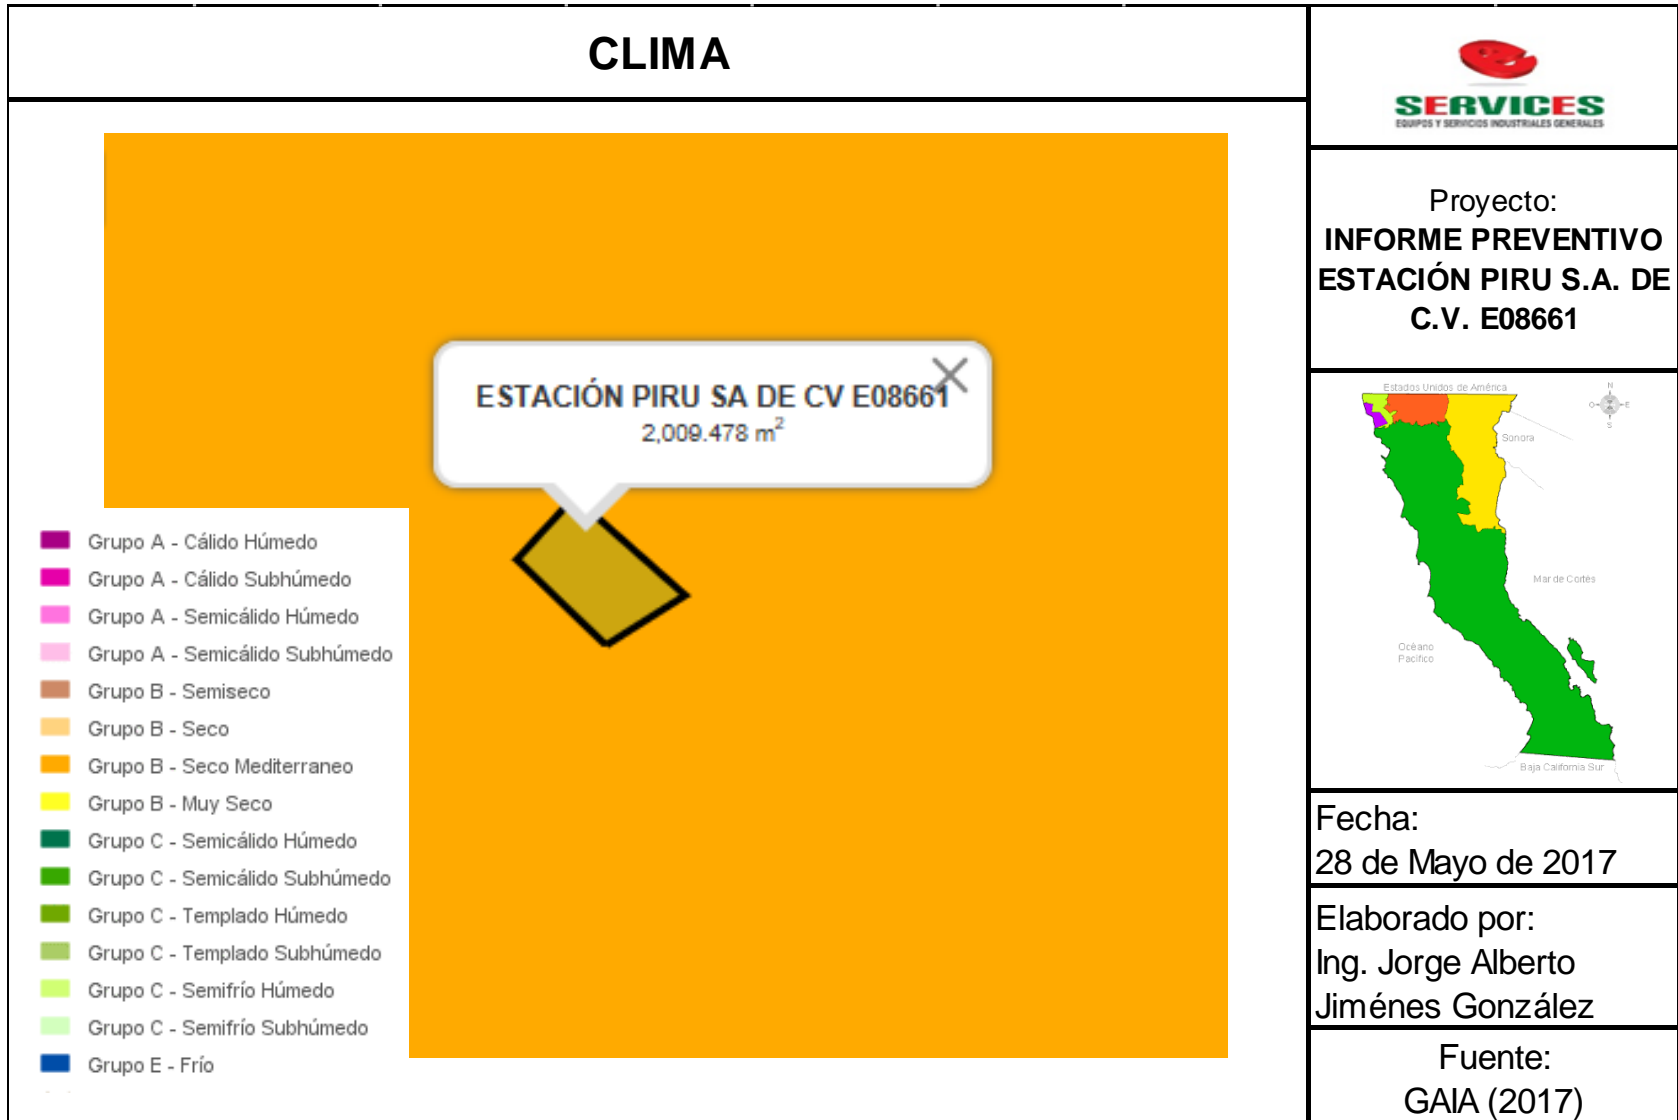 CLIMA
SERVICES
EQUIPOS Y SERVICIOS INDUSTRIALES GENERALES
Proyecto:
INFORME PREVENTIVO
ESTACIÓN PIRU S.A. DE
C.V. E08661
ESTACIÓN PIRU SA DE CV E08661
2,009.478 m²
Grupo A - Cálido Húmedo
Grupo A - Cálido Subhúmedo
Grupo A - Semicálido Húmedo
Grupo A - Semicálido Subhúmedo
Grupo B - Semiseco
Grupo B - Seco
Grupo B - Seco Mediterraneo
Grupo B - Muy Seco
Grupo C - Semicálido Húmedo
Grupo C - Semicálido Subhúmedo
Grupo C - Templado Húmedo
Grupo C - Templado Subhúmedo
Grupo C - Semifrío Húmedo
Grupo C - Semifrío Subhúmedo
Grupo E - Frío
Estados Unidos de América
N
O
E
S
Sonora
Mar de Cortés
Océano
Pacífico
Baja California Sur
Fecha:
28 de Mayo de 2017
Elaborado por:
Ing. Jorge Alberto
Jiménes González
Fuente:
GAIA (2017)